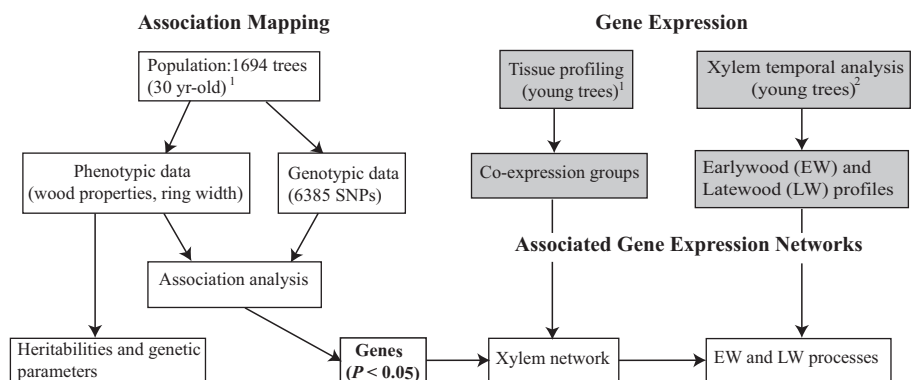 Association Mapping
Gene Expression
Population:1694 trees
(30 yr-old) 1
Tissue profiling
(young trees)1
Xylem temporal analysis
(young trees)2
Phenotypic data
(wood properties, ring width)
Genotypic data
(6385 SNPs)
Co-expression groups
Earlywood (EW) and
Latewood (LW) profiles
Associated Gene Expression Networks
Association analysis
Heritabilities and genetic
parameters
Genes
(P < 0.05)
Xylem network
EW and LW processes